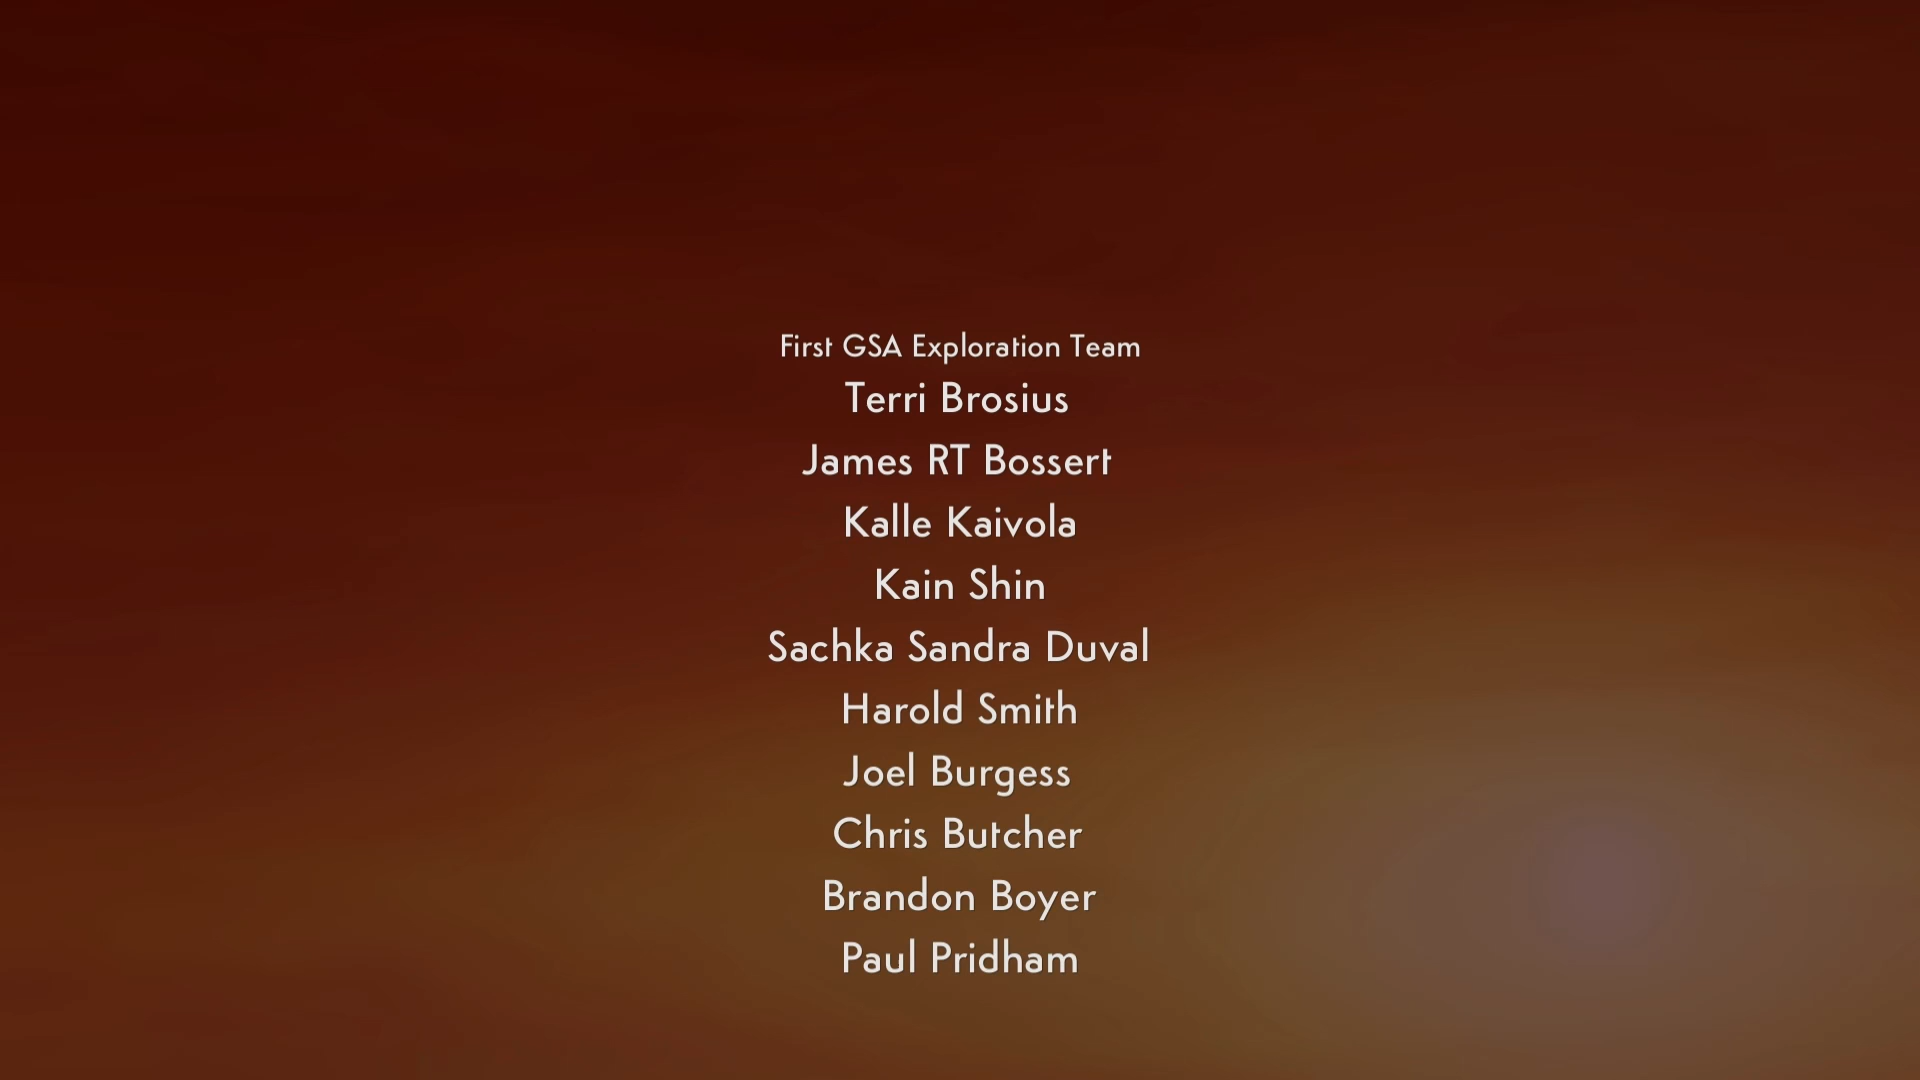 First GSA Exploration Team
Terri Brosius
James RT Bossert
Kalle Kaivola
Kain Shin
Sachka Sandra Duval
Harold Smith
Joel Burgess
Chris Butcher
Brandon Boyer
Paul Pridham